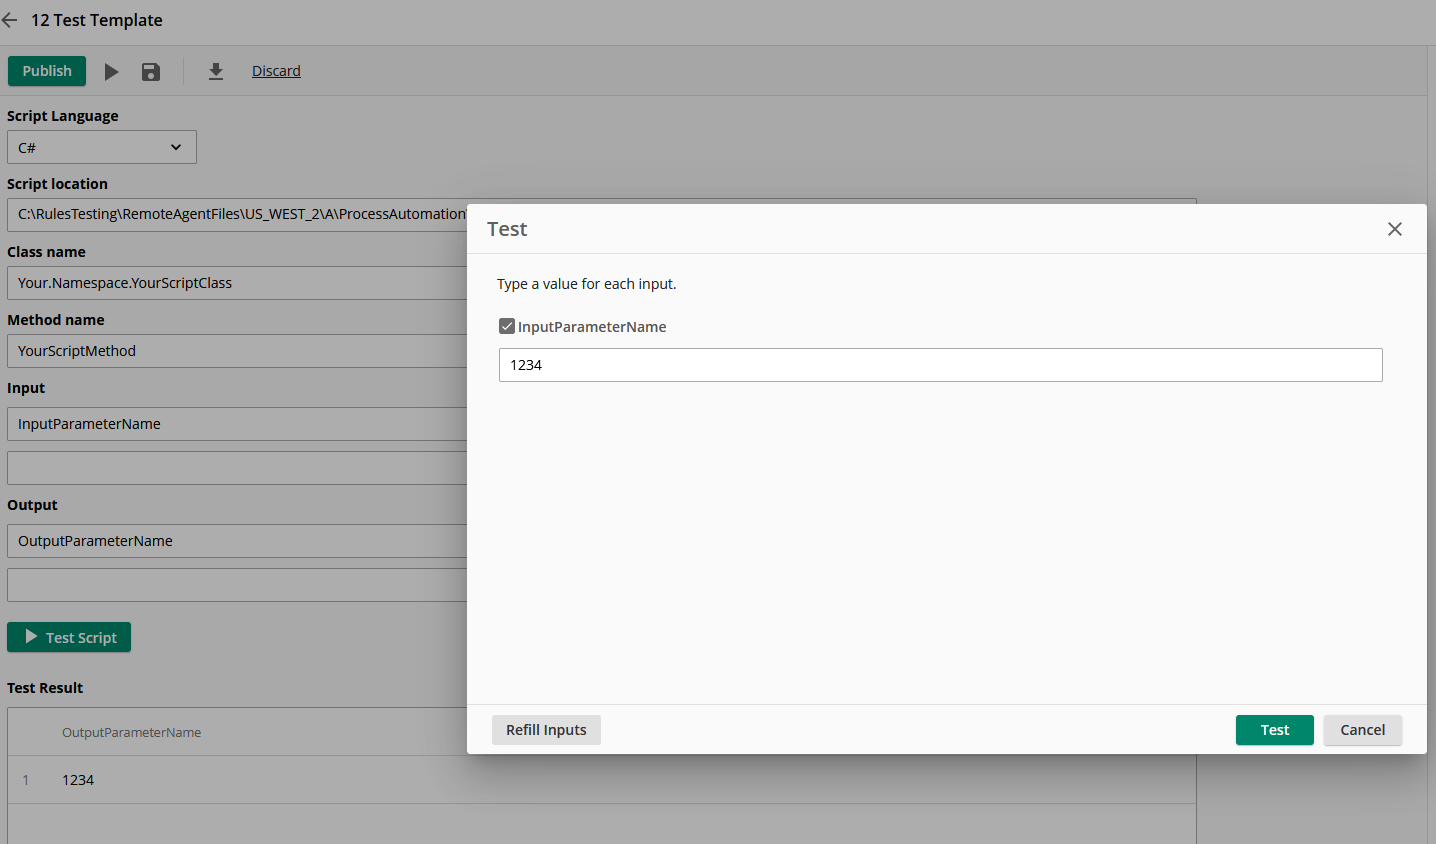 12 Test Template
Publish
Discard
Script Language
C#
Script location
C:\RulesTesting\RemoteAgentFiles\US_WEST_2\A\ProcessAutomation
Class name
Your.Namespace.YourScriptClass
Method name
YourScriptMethod
Input
InputParameterName
Output
OutputParameterName
Test Script
Test Result
OutputParameterName
1 1234
Test
Type a value for each input.
InputParameterName
1234
Refill Inputs
Test
Cancel